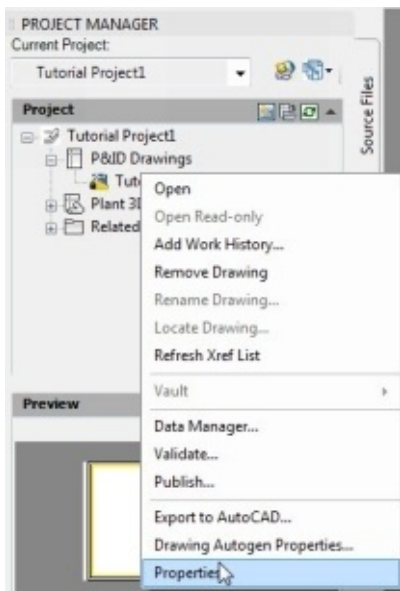 PROJECT MANAGER
Current Project:
Tutorial Project1
Source Files
Project
Tutorial Project1
P&ID Drawings
Tuto
Plant 3D
Related
Open
Open Read-only
Add Work History...
Remove Drawing
Rename Drawing...
Locate Drawing...
Refresh Xref List
Vault
Preview
Data Manager...
Validate...
Publish...
Export to AutoCAD...
Drawing Autogen Properties...
Properties